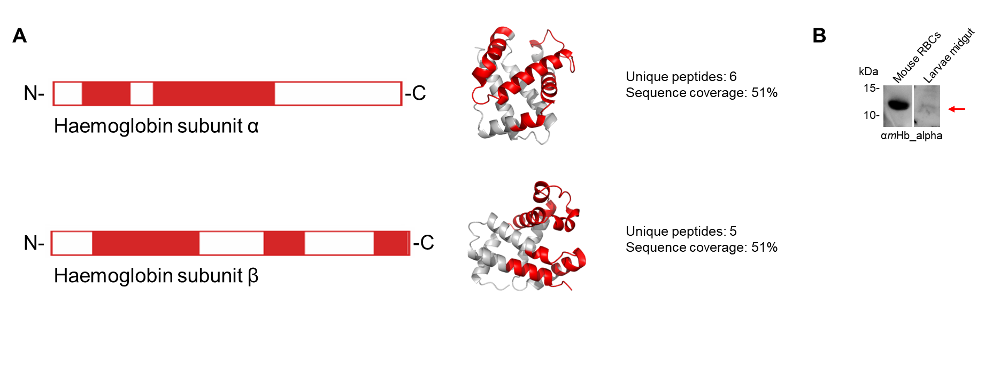 A
N-
-C
Haemoglobin subunit α
Unique peptides: 6
Sequence coverage: 51%
N-
-C
Haemoglobin subunit β
Unique peptides: 5
Sequence coverage: 51%
B
Mouse RBCs
Larvae midgut
kDa
15-
10-
αmHb_alpha